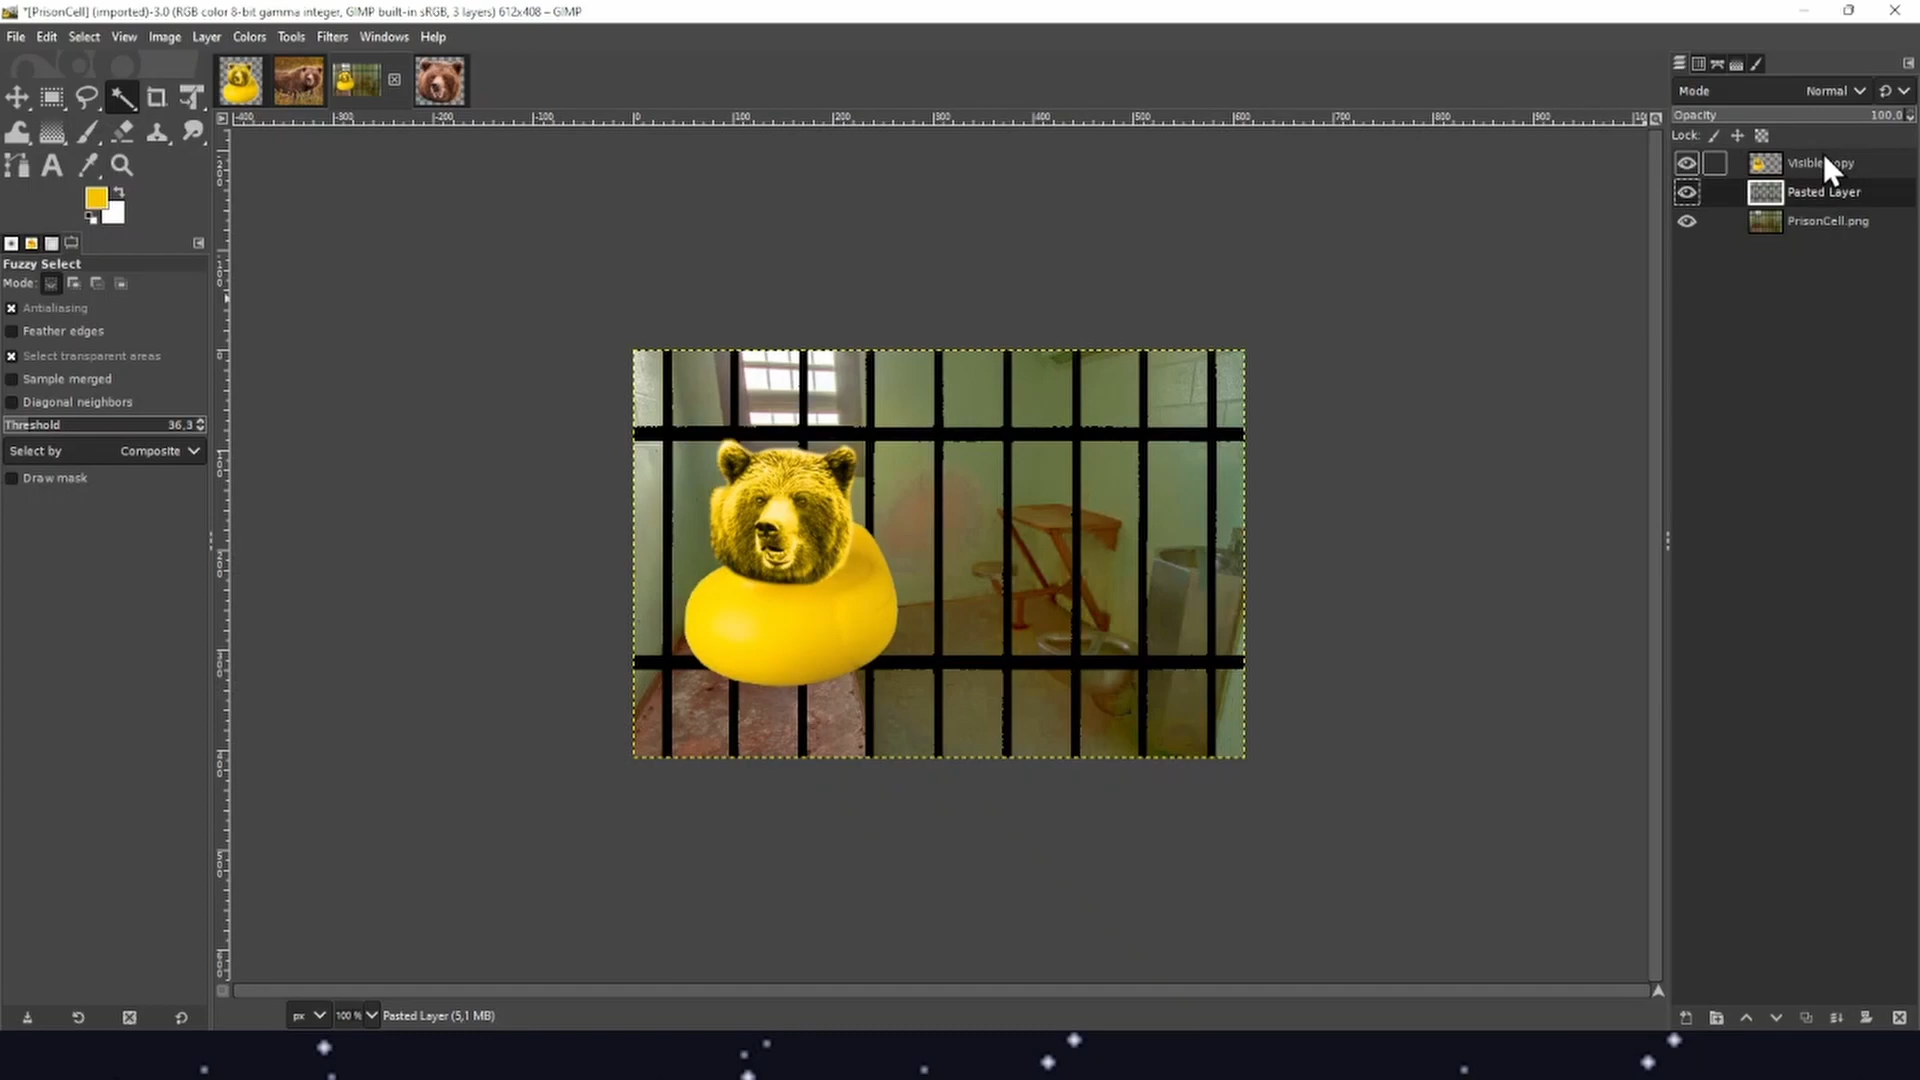 *[PrisonCell] (imported)-3.0 (RGB color 8-bit gamma integer, GIMP built-in sRGB, 3 layers) 612x408 – GIMP
File Edit Select View Image Layer Colors Tools Filters Windows Help
Mode Normal
Opacity 100,0
Lock:
Pasted Layer
PrisonCell.png
Fuzzy Select
Mode:
Antialiasing
Feather edges
Select transparent areas
Sample merged
Diagonal neighbors
Threshold 36,3
Select by Composite
Draw mask
px 100 % Pasted Layer (5,1 MB)